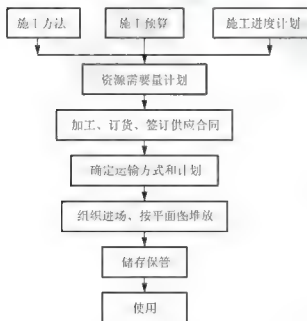 施工方法
施工预算
施工进度计划
资源需要量计划
加工、订货、签订供应合同
确定运输方式和计划
组织进场、按平面图堆放
储存保管
使用